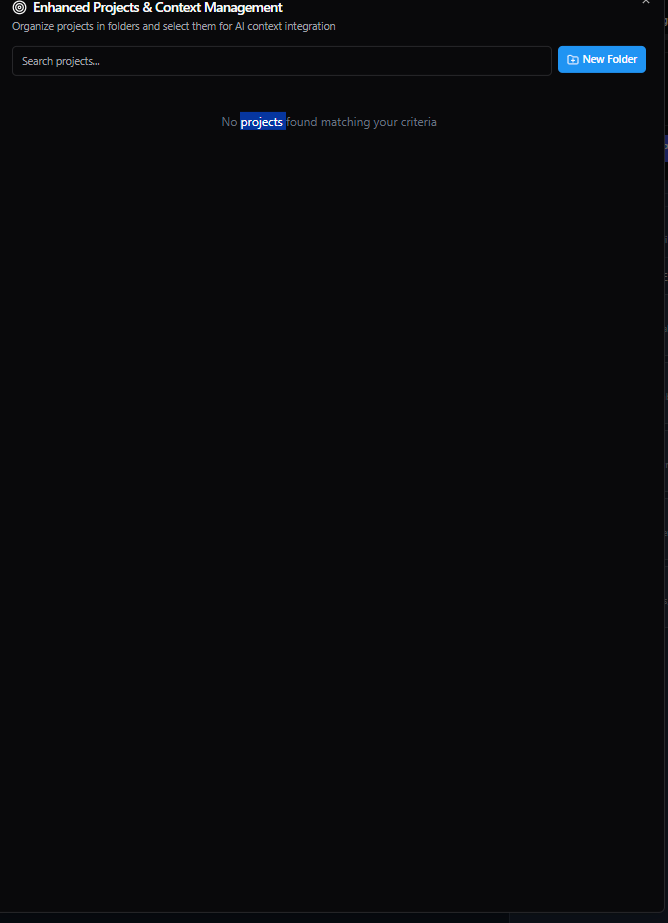 Enhanced Projects & Context Management
Organize projects in folders and select them for AI context integration
Search projects...
New Folder
No projects found matching your criteria